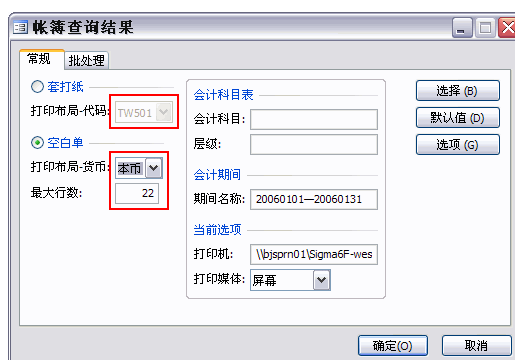 帐簿查询结果
常规 批处理
套打纸
打印布局-代码: TW501
空白单
打印布局-货币: 本币
最大行数: 22
会计科目表
会计科目:
层级:
会计期间
期间名称: 20060101—20060131
当前选项
打印机: \\bjsprn01\Sigma6F-wes
打印媒体: 屏幕
选择 (B)
默认值 (D)
选项 (G)
确定(O) 取消